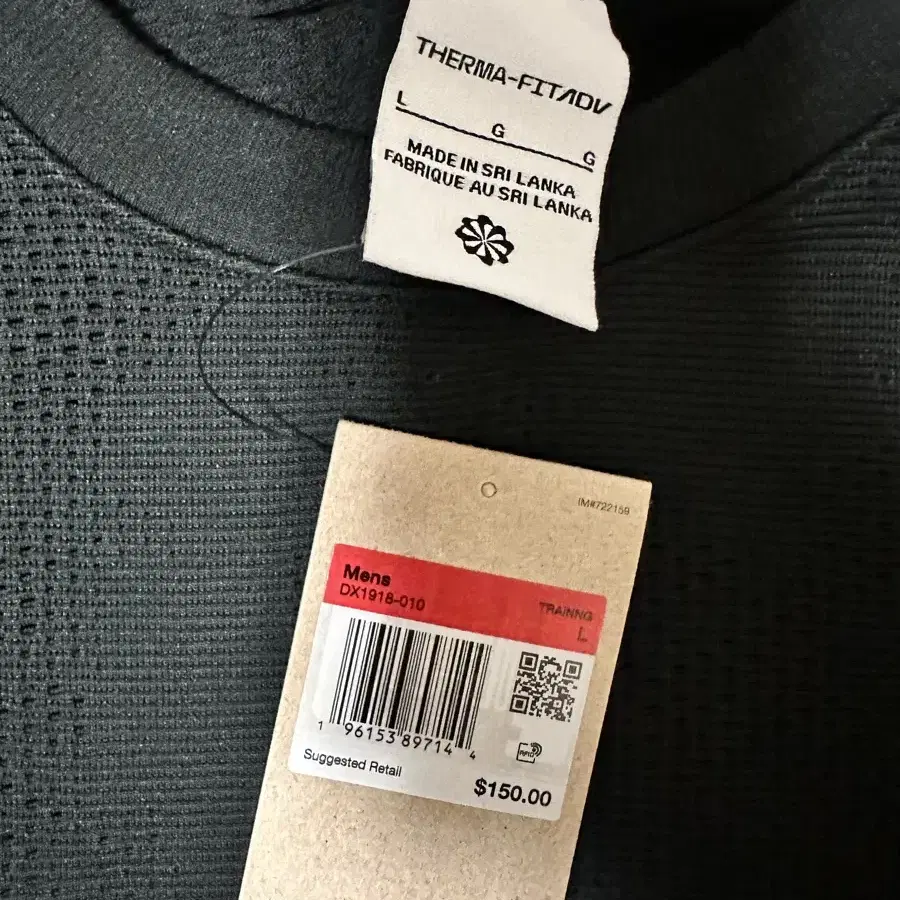 THERMA-FITADV
L
G
G
MADE IN SRI LANKA
FABRIQUE AU SRI LANKA
IM#722159
Mens
DX1918-010
TRAINNG
L
1 96153 89714 4
RFID
Suggested Retail
$150.00